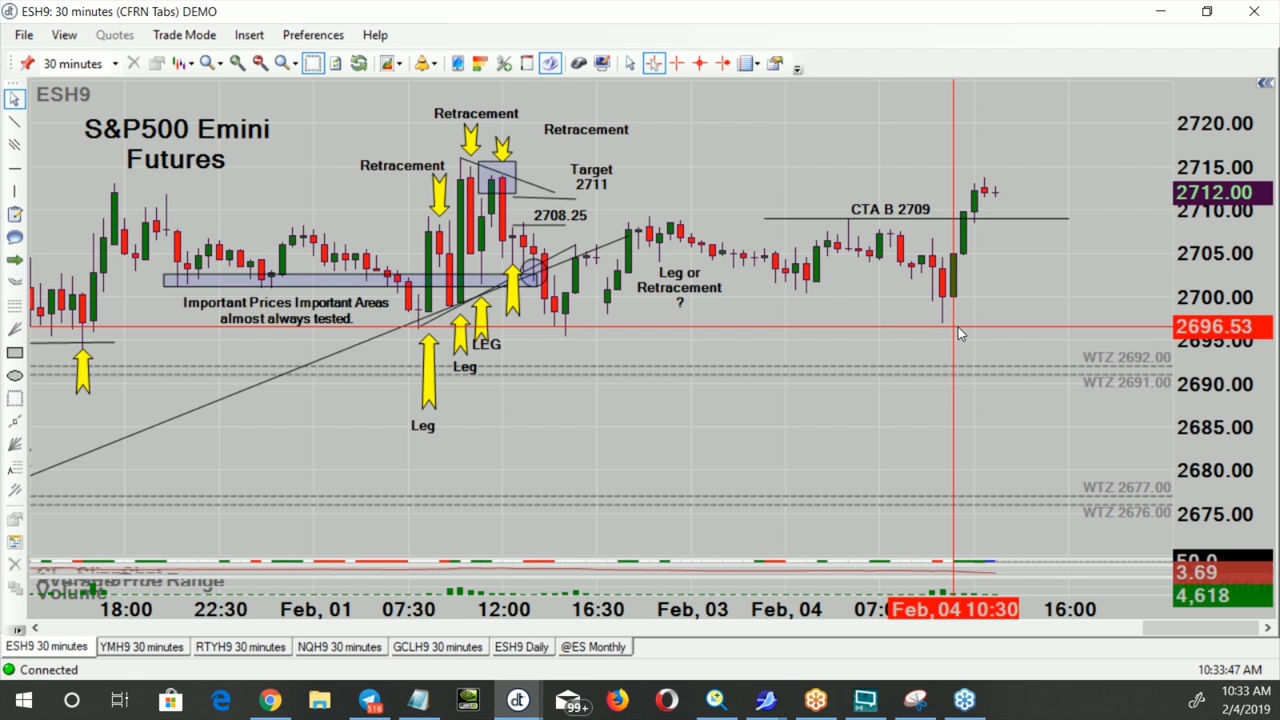 ESH9: 30 minutes (CFRN Tabs) DEMO
File View Quotes Trade Mode Insert Preferences Help
30 minutes
ESH9
S&P500 Emini
Futures
Retracement
Retracement
Retracement
Target
2711
2708.25
CTA B 2709
Important Prices Important Areas
almost always tested.
Leg or
Retracement
?
LEG
Leg
Leg
WTZ 2692.00
WTZ 2691.00
WTZ 2677.00
WTZ 2676.00
2720.00
2715.00
2712.00
2710.00
2705.00
2700.00
2696.53
2695.00
2690.00
2685.00
2680.00
2675.00
50.0
3.69
4,618
Range
Volume
18:00 22:30 Feb, 01 07:30 12:00 16:30 Feb, 03 Feb, 04 Feb, 04 10:30 16:00
ESH9 30 minutes YMH9 30 minutes RTYH9 30 minutes NQH9 30 minutes GCLH9 30 minutes ESH9 Daily @ES Monthly
Connected
10:33:47 AM
516
dt
99+
10:33 AM
2/4/2019